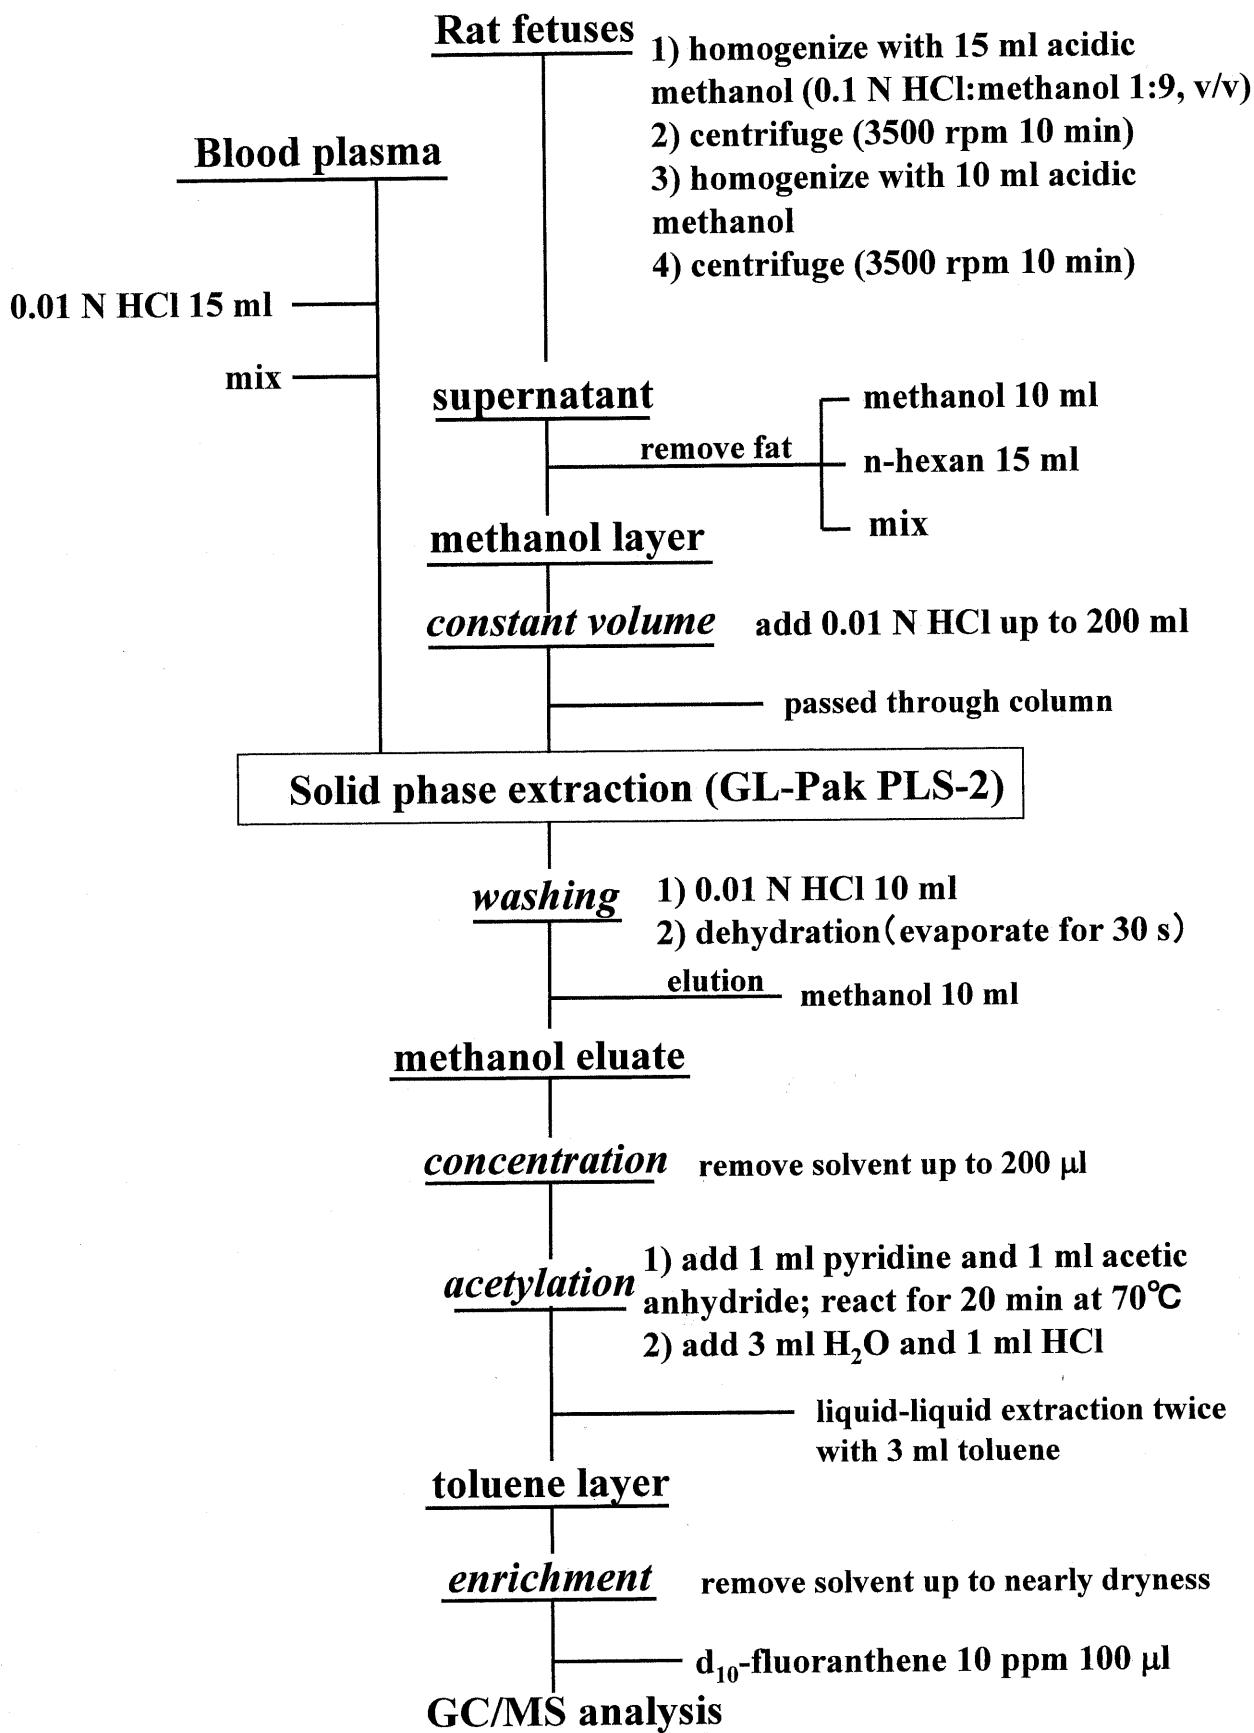 Rat fetuses
1) homogenize with 15 ml acidic
methanol (0.1 N HCl:methanol 1:9, v/v)
2) centrifuge (3500 rpm 10 min)
3) homogenize with 10 ml acidic
methanol
4) centrifuge (3500 rpm 10 min)
Blood plasma
0.01 N HCl 15 ml
mix
supernatant
remove fat
methanol 10 ml
n-hexan 15 ml
mix
methanol layer
constant volume
add 0.01 N HCl up to 200 ml
passed through column
Solid phase extraction (GL-Pak PLS-2)
washing
1) 0.01 N HCl 10 ml
2) dehydration(evaporate for 30 s)
elution
methanol 10 ml
methanol eluate
concentration
remove solvent up to 200 μl
acetylation
1) add 1 ml pyridine and 1 ml acetic
anhydride; react for 20 min at 70℃
2) add 3 ml H₂O and 1 ml HCl
liquid-liquid extraction twice
with 3 ml toluene
toluene layer
enrichment
remove solvent up to nearly dryness
d₁₀-fluoranthene 10 ppm 100 μl
GC/MS analysis